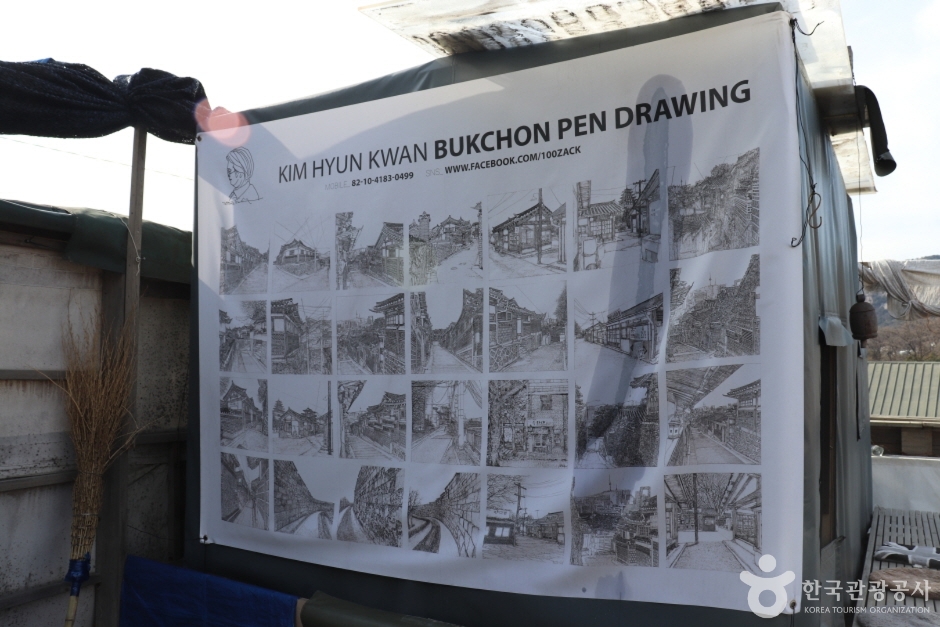 KIM HYUN KWAN BUKCHON PEN DRAWING
MOBILE. 82-10-4183-0499 SNS. WWW.FACEBOOK.COM/100ZACK
한국관광공사
KOREA TOURISM ORGANIZATION